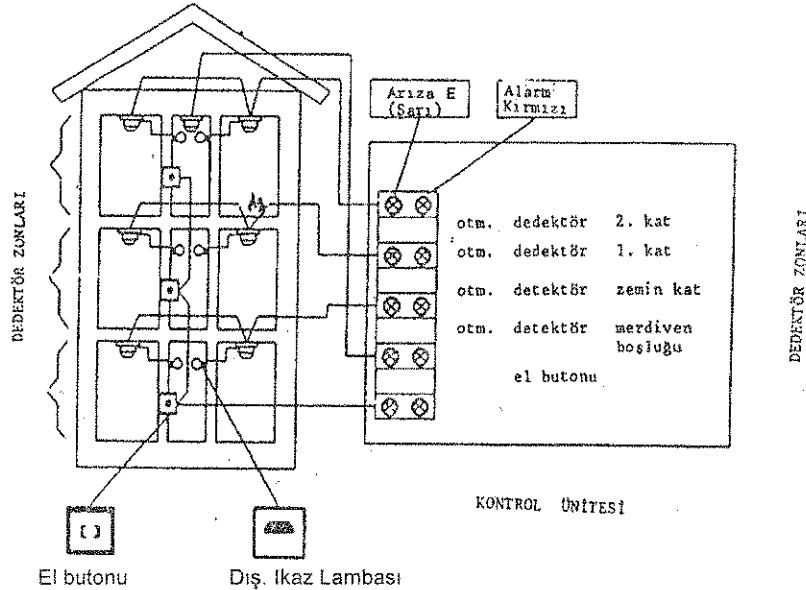 Arıza E
(Sarı)
Alarm
Kırmızı
DEDEKTÖR ZONLARI
otm. dedektör 2. kat
otm. dedektör 1. kat
otm. detektör zemin kat
otm. detektör merdiven
boşluğu
el butonu
DEDEKTÖR ZONLARI
KONTROL ÜNİTESİ
[ ]
El butonu
Dış. Ikaz Lambası